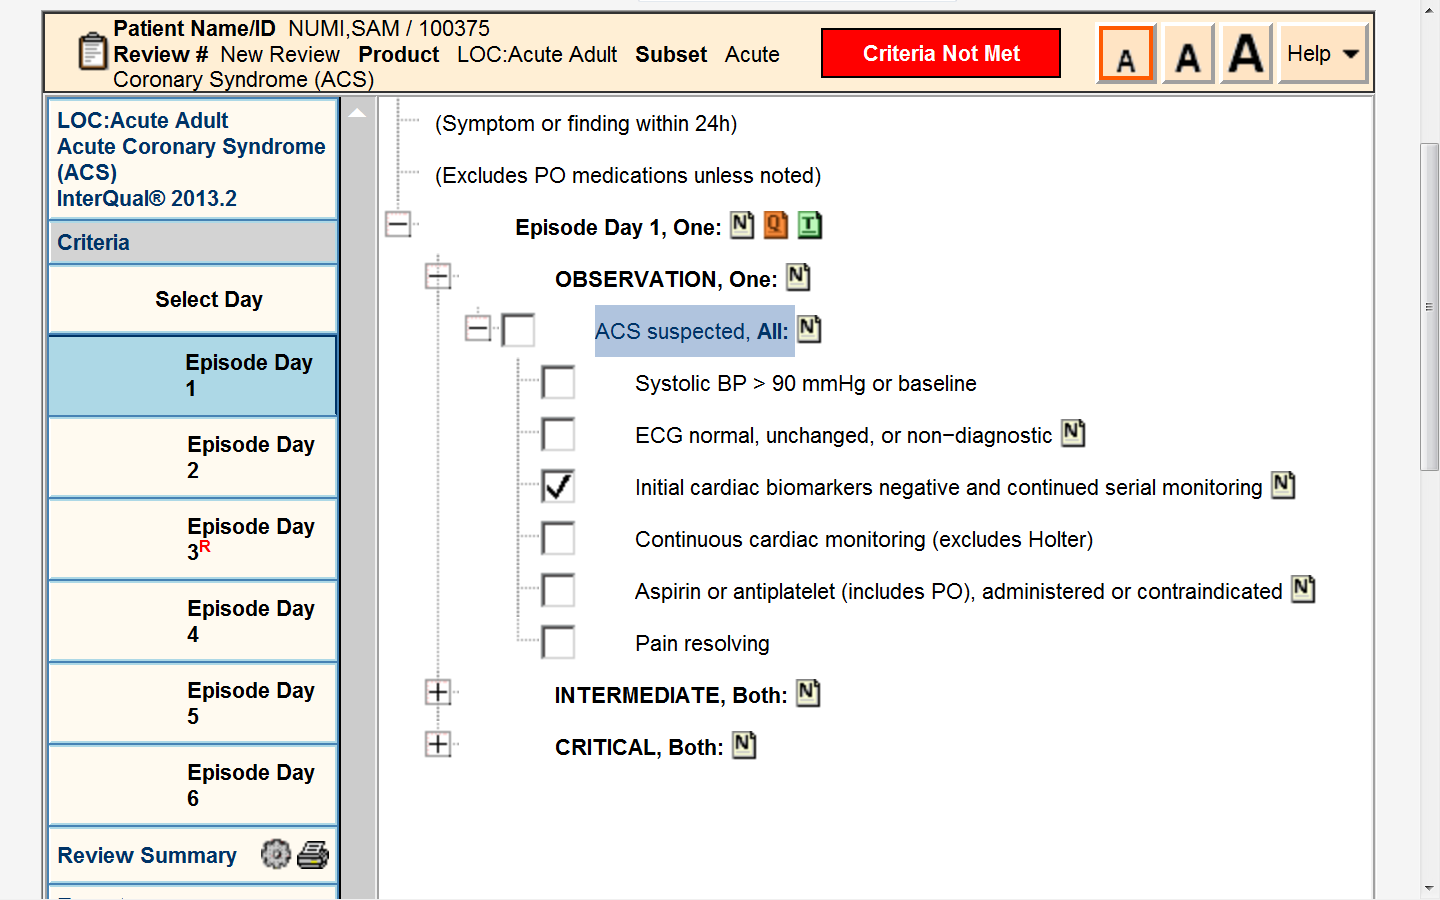 Patient Name/ID NUMI,SAM / 100375
Review # New Review Product LOC:Acute Adult Subset Acute
Coronary Syndrome (ACS)
Criteria Not Met
A
A
A
Help
LOC:Acute Adult
Acute Coronary Syndrome
(ACS)
InterQual® 2013.2
Criteria
Select Day
Episode Day
1
Episode Day
2
Episode Day
3R
Episode Day
4
Episode Day
5
Episode Day
6
Review Summary
(Symptom or finding within 24h)
(Excludes PO medications unless noted)
Episode Day 1, One: N Q T
OBSERVATION, One: N
ACS suspected, All: N
Systolic BP > 90 mmHg or baseline
ECG normal, unchanged, or non−diagnostic N
Initial cardiac biomarkers negative and continued serial monitoring N
Continuous cardiac monitoring (excludes Holter)
Aspirin or antiplatelet (includes PO), administered or contraindicated N
Pain resolving
INTERMEDIATE, Both: N
CRITICAL, Both: N